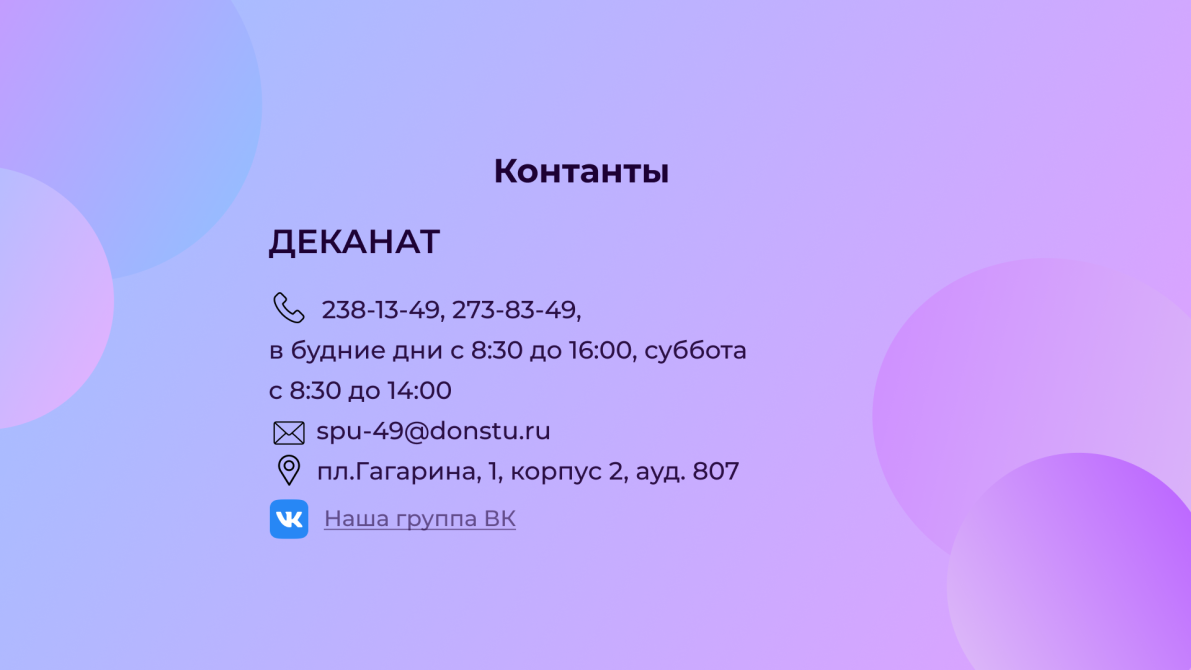 Контанты
ДЕКАНАТ
238-13-49, 273-83-49,
в будние дни с 8:30 до 16:00, суббота
с 8:30 до 14:00
spu-49@donstu.ru
пл.Гагарина, 1, корпус 2, ауд. 807
Наша группа ВК